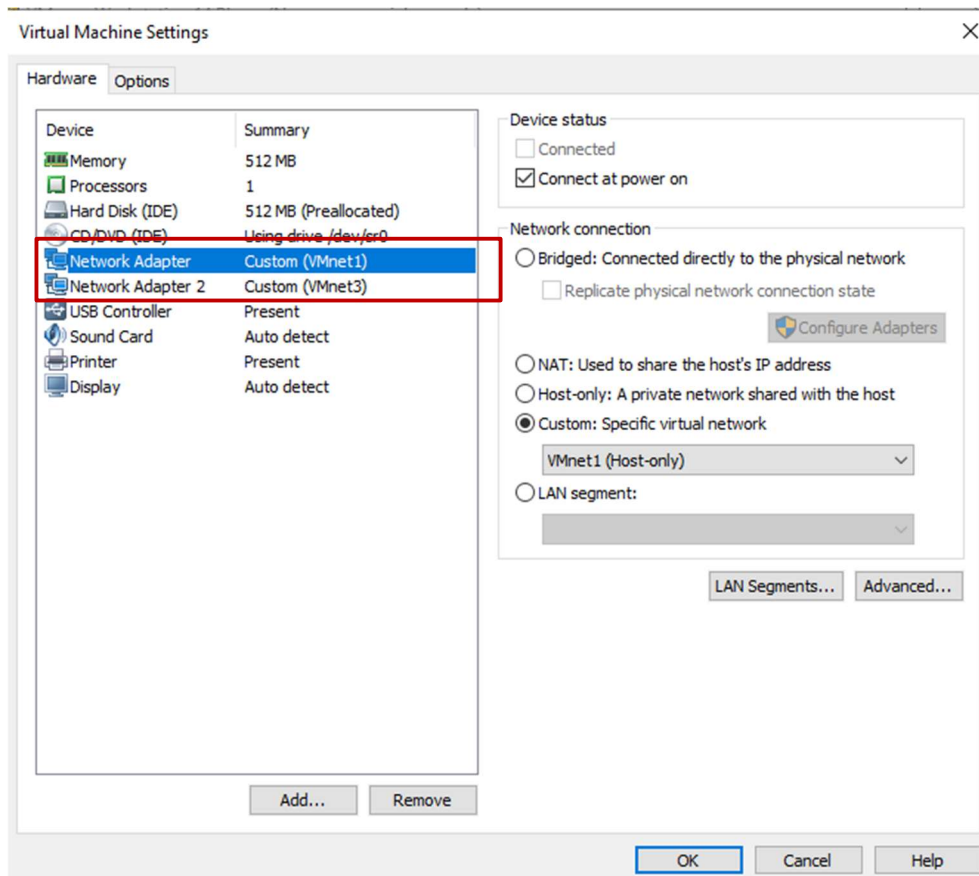 Virtual Machine Settings
Hardware Options
Device Summary
Memory 512 MB
Processors 1
Hard Disk (IDE) 512 MB (Preallocated)
CD/DVD (IDE) Using drive /dev/sr0
Network Adapter Custom (VMnet1)
Network Adapter 2 Custom (VMnet3)
USB Controller Present
Sound Card Auto detect
Printer Present
Display Auto detect
Add... Remove
Device status
Connected
Connect at power on
Network connection
Bridged: Connected directly to the physical network
Replicate physical network connection state
Configure Adapters
NAT: Used to share the host's IP address
Host-only: A private network shared with the host
Custom: Specific virtual network
VMnet1 (Host-only)
LAN segment:
LAN Segments... Advanced...
OK Cancel Help